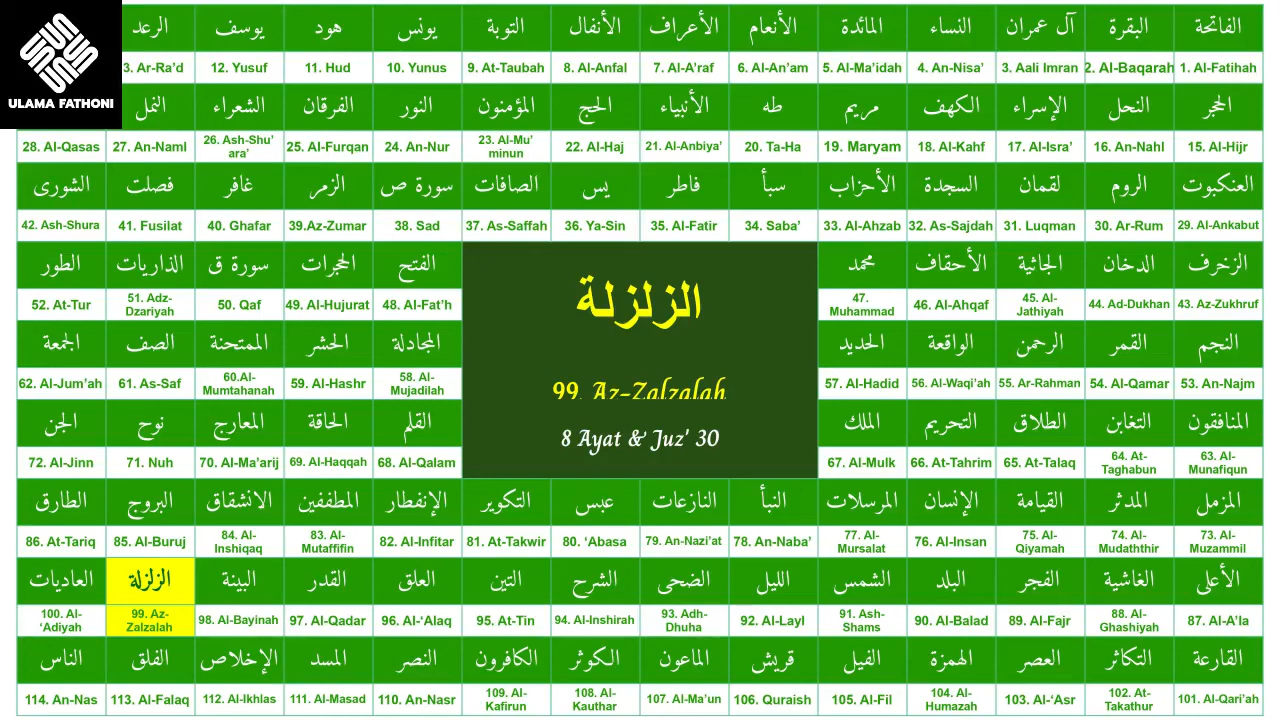 ULAMA FATHONI
الفاتحة البقرة آل عمران النساء المائدة الأنعام الأعراف الأنفال التوبة يونس هود يوسف الرعد
1. Al-Fatihah 2. Al-Baqarah 3. Aali Imran 4. An-Nisa’ 5. Al-Ma’idah 6. Al-An’am 7. Al-A’raf 8. Al-Anfal 9. At-Taubah 10. Yunus 11. Hud 12. Yusuf 3. Ar-Ra’d
الحجر النحل الإسراء الكهف مريم طه الأنبياء الحج المؤمنون النور الفرقان الشعراء النمل
15. Al-Hijr 16. An-Nahl 17. Al-Isra’ 18. Al-Kahf 19. Maryam 20. Ta-Ha 21. Al-Anbiya’ 22. Al-Haj 23. Al-Mu’ minun 24. An-Nur 25. Al-Furqan 26. Ash-Shu’ ara’ 27. An-Naml 28. Al-Qasas
العنكبوت الروم لقمان السجدة الأحزاب سبأ فاطر يس الصافات سورة ص الزمر غافر فصلت الشورى
29. Al-Ankabut 30. Ar-Rum 31. Luqman 32. As-Sajdah 33. Al-Ahzab 34. Saba’ 35. Al-Fatir 36. Ya-Sin 37. As-Saffah 38. Sad 39.Az-Zumar 40. Ghafar 41. Fusilat 42. Ash-Shura
الزخرف الدخان الجاثية الأحقاف محمد الفتح الحجرات سورة ق الذاريات الطور
43. Az-Zukhruf 44. Ad-Dukhan 45. Al-Jathiyah 46. Al-Ahqaf 47. Muhammad 48. Al-Fat’h 49. Al-Hujurat 50. Qaf 51. Adz-Dzariyah 52. At-Tur
النجم القمر الرحمن الواقعة الحديد المجادلة الحشر الممتحنة الصف الجمعة
53. An-Najm 54. Al-Qamar 55. Ar-Rahman 56. Al-Waqi’ah 57. Al-Hadid 58. Al-Mujadilah 59. Al-Hashr 60.Al-Mumtahanah 61. As-Saf 62. Al-Jum’ah
المنافقون التغابن الطلاق التحريم الملك القلم الحاقة المعارج نوح الجن
63. Al-Munafiqun 64. At-Taghabun 65. At-Talaq 66. At-Tahrim 67. Al-Mulk 68. Al-Qalam 69. Al-Haqqah 70. Al-Ma’arij 71. Nuh 72. Al-Jinn
الزلزلة
99. Az-Zalzalah
8 Ayat & Juz’ 30
المزمل المدثر القيامة الإنسان المرسلات النبأ النازعات عبس التكوير الإنفطار المطففين الانشقاق البروج الطارق
73. Al-Muzammil 74. Al-Mudaththir 75. Al-Qiyamah 76. Al-Insan 77. Al-Mursalat 78. An-Naba’ 79. An-Nazi’at 80. ‘Abasa 81. At-Takwir 82. Al-Infitar 83. Al-Mutaffifin 84. Al-Inshiqaq 85. Al-Buruj 86. At-Tariq
الأعلى الغاشية الفجر البلد الشمس الليل الضحى الشرح التين العلق القدر البينة الزلزلة العاديات
87. Al-A’la 88. Al-Ghashiyah 89. Al-Fajr 90. Al-Balad 91. Ash-Shams 92. Al-Layl 93. Adh-Dhuha 94. Al-Inshirah 95. At-Tin 96. Al-‘Alaq 97. Al-Qadar 98. Al-Bayinah 99. Az-Zalzalah 100. Al-‘Adiyah
القارعة التكاثر العصر الهمزة الفيل قريش الماعون الكوثر الكافرون النصر المسد الإخلاص الفلق الناس
101. Al-Qari’ah 102. At-Takathur 103. Al-‘Asr 104. Al-Humazah 105. Al-Fil 106. Quraish 107. Al-Ma’un 108. Al-Kauthar 109. Al-Kafirun 110. An-Nasr 111. Al-Masad 112. Al-Ikhlas 113. Al-Falaq 114. An-Nas